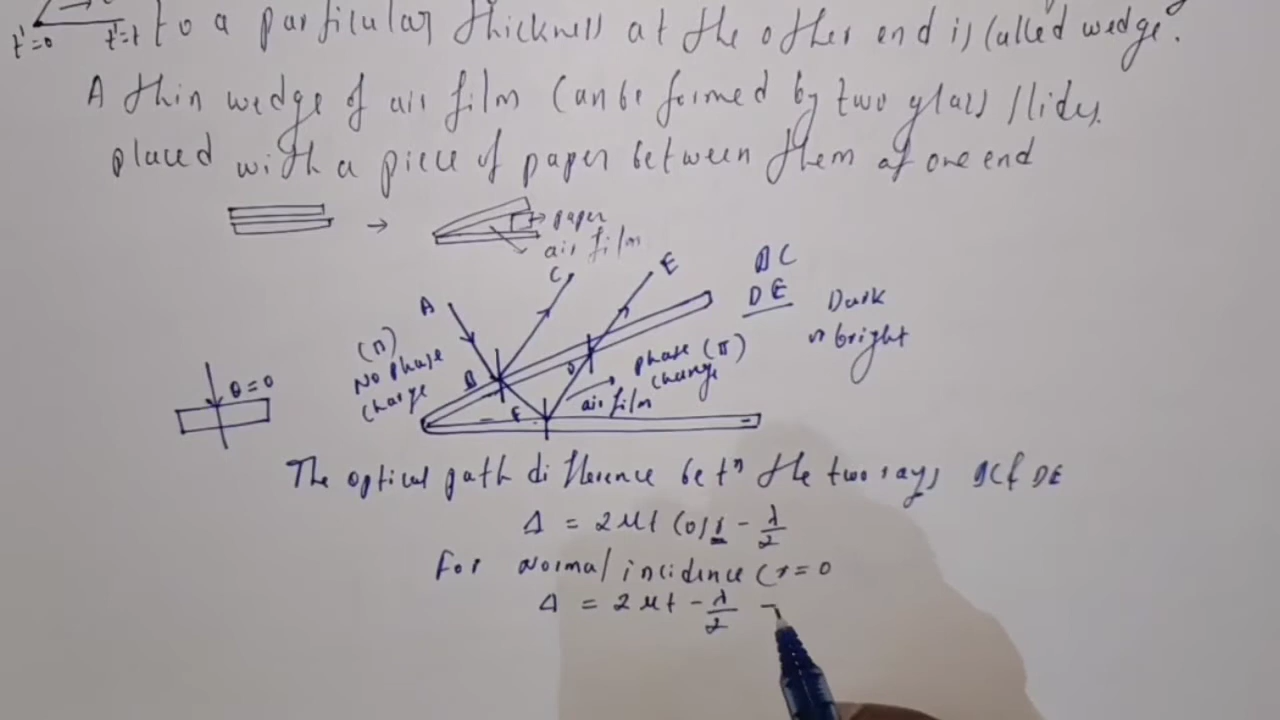 t'=0 t'=t to a particular thickness at the other end is called wedge.
A thin wedge of air film can be formed by two glass slides
placed with a piece of paper between them at one end
→ → paper
air film
C E
BC
DE
Dark
or bright
A
(n)
No phase
change
B
D
phase (π)
change
F
air film
θ=0
The optical path difference betⁿ the two rays BC & DE
Δ = 2μt cos r - λ/2
For Normal incidence (r=0
Δ = 2μt - λ/2 -